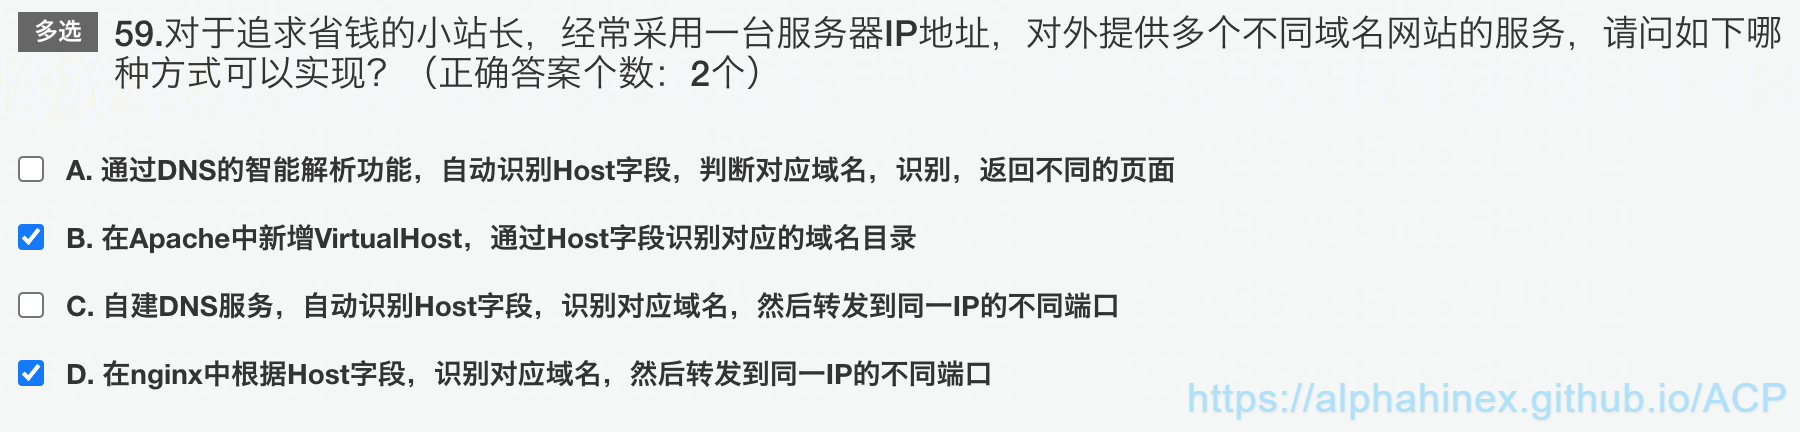 多选 59.对于追求省钱的小站长，经常采用一台服务器IP地址，对外提供多个不同域名网站的服务，请问如下哪
种方式可以实现？（正确答案个数：2个）
A. 通过DNS的智能解析功能，自动识别Host字段，判断对应域名，识别，返回不同的页面
B. 在Apache中新增VirtualHost，通过Host字段识别对应的域名目录
C. 自建DNS服务，自动识别Host字段，识别对应域名，然后转发到同一IP的不同端口
D. 在nginx中根据Host字段，识别对应域名，然后转发到同一IP的不同端口
https://alphahinex.github.io/ACP